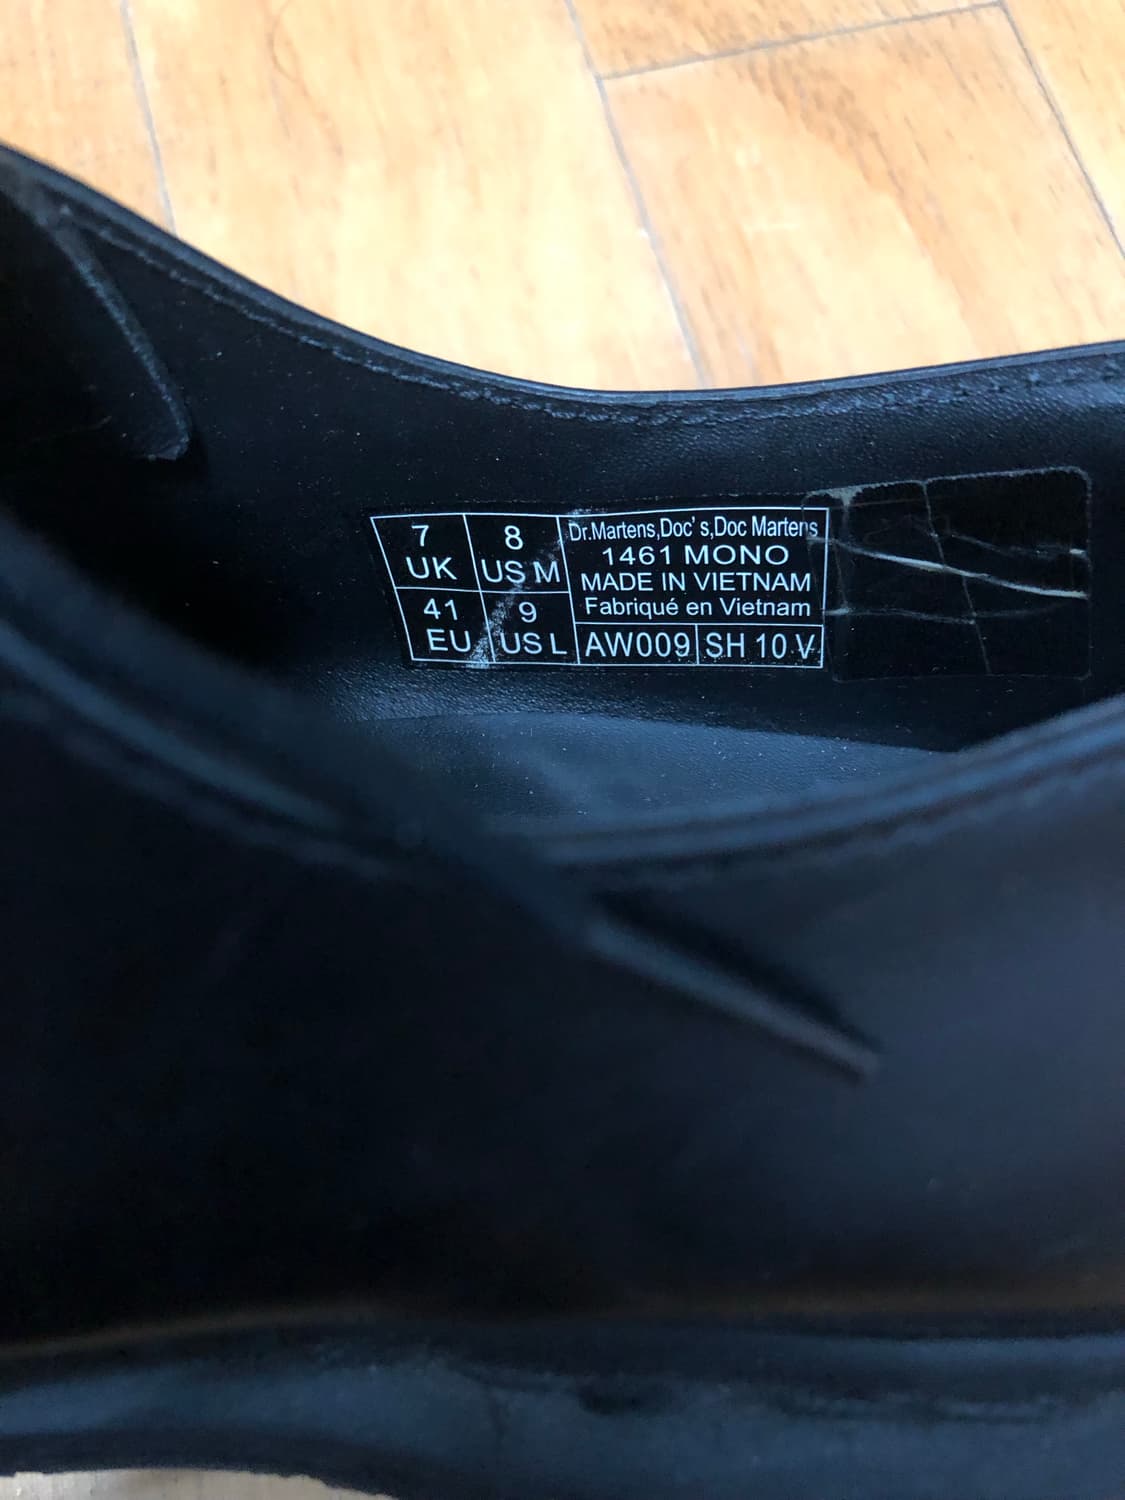 7
UK
8
US M
41
EU
9
US L
Dr.Martens,Doc's,Doc Martens
1461 MONO
MADE IN VIETNAM
Fabriqué en Vietnam
AW009
SH 10 V